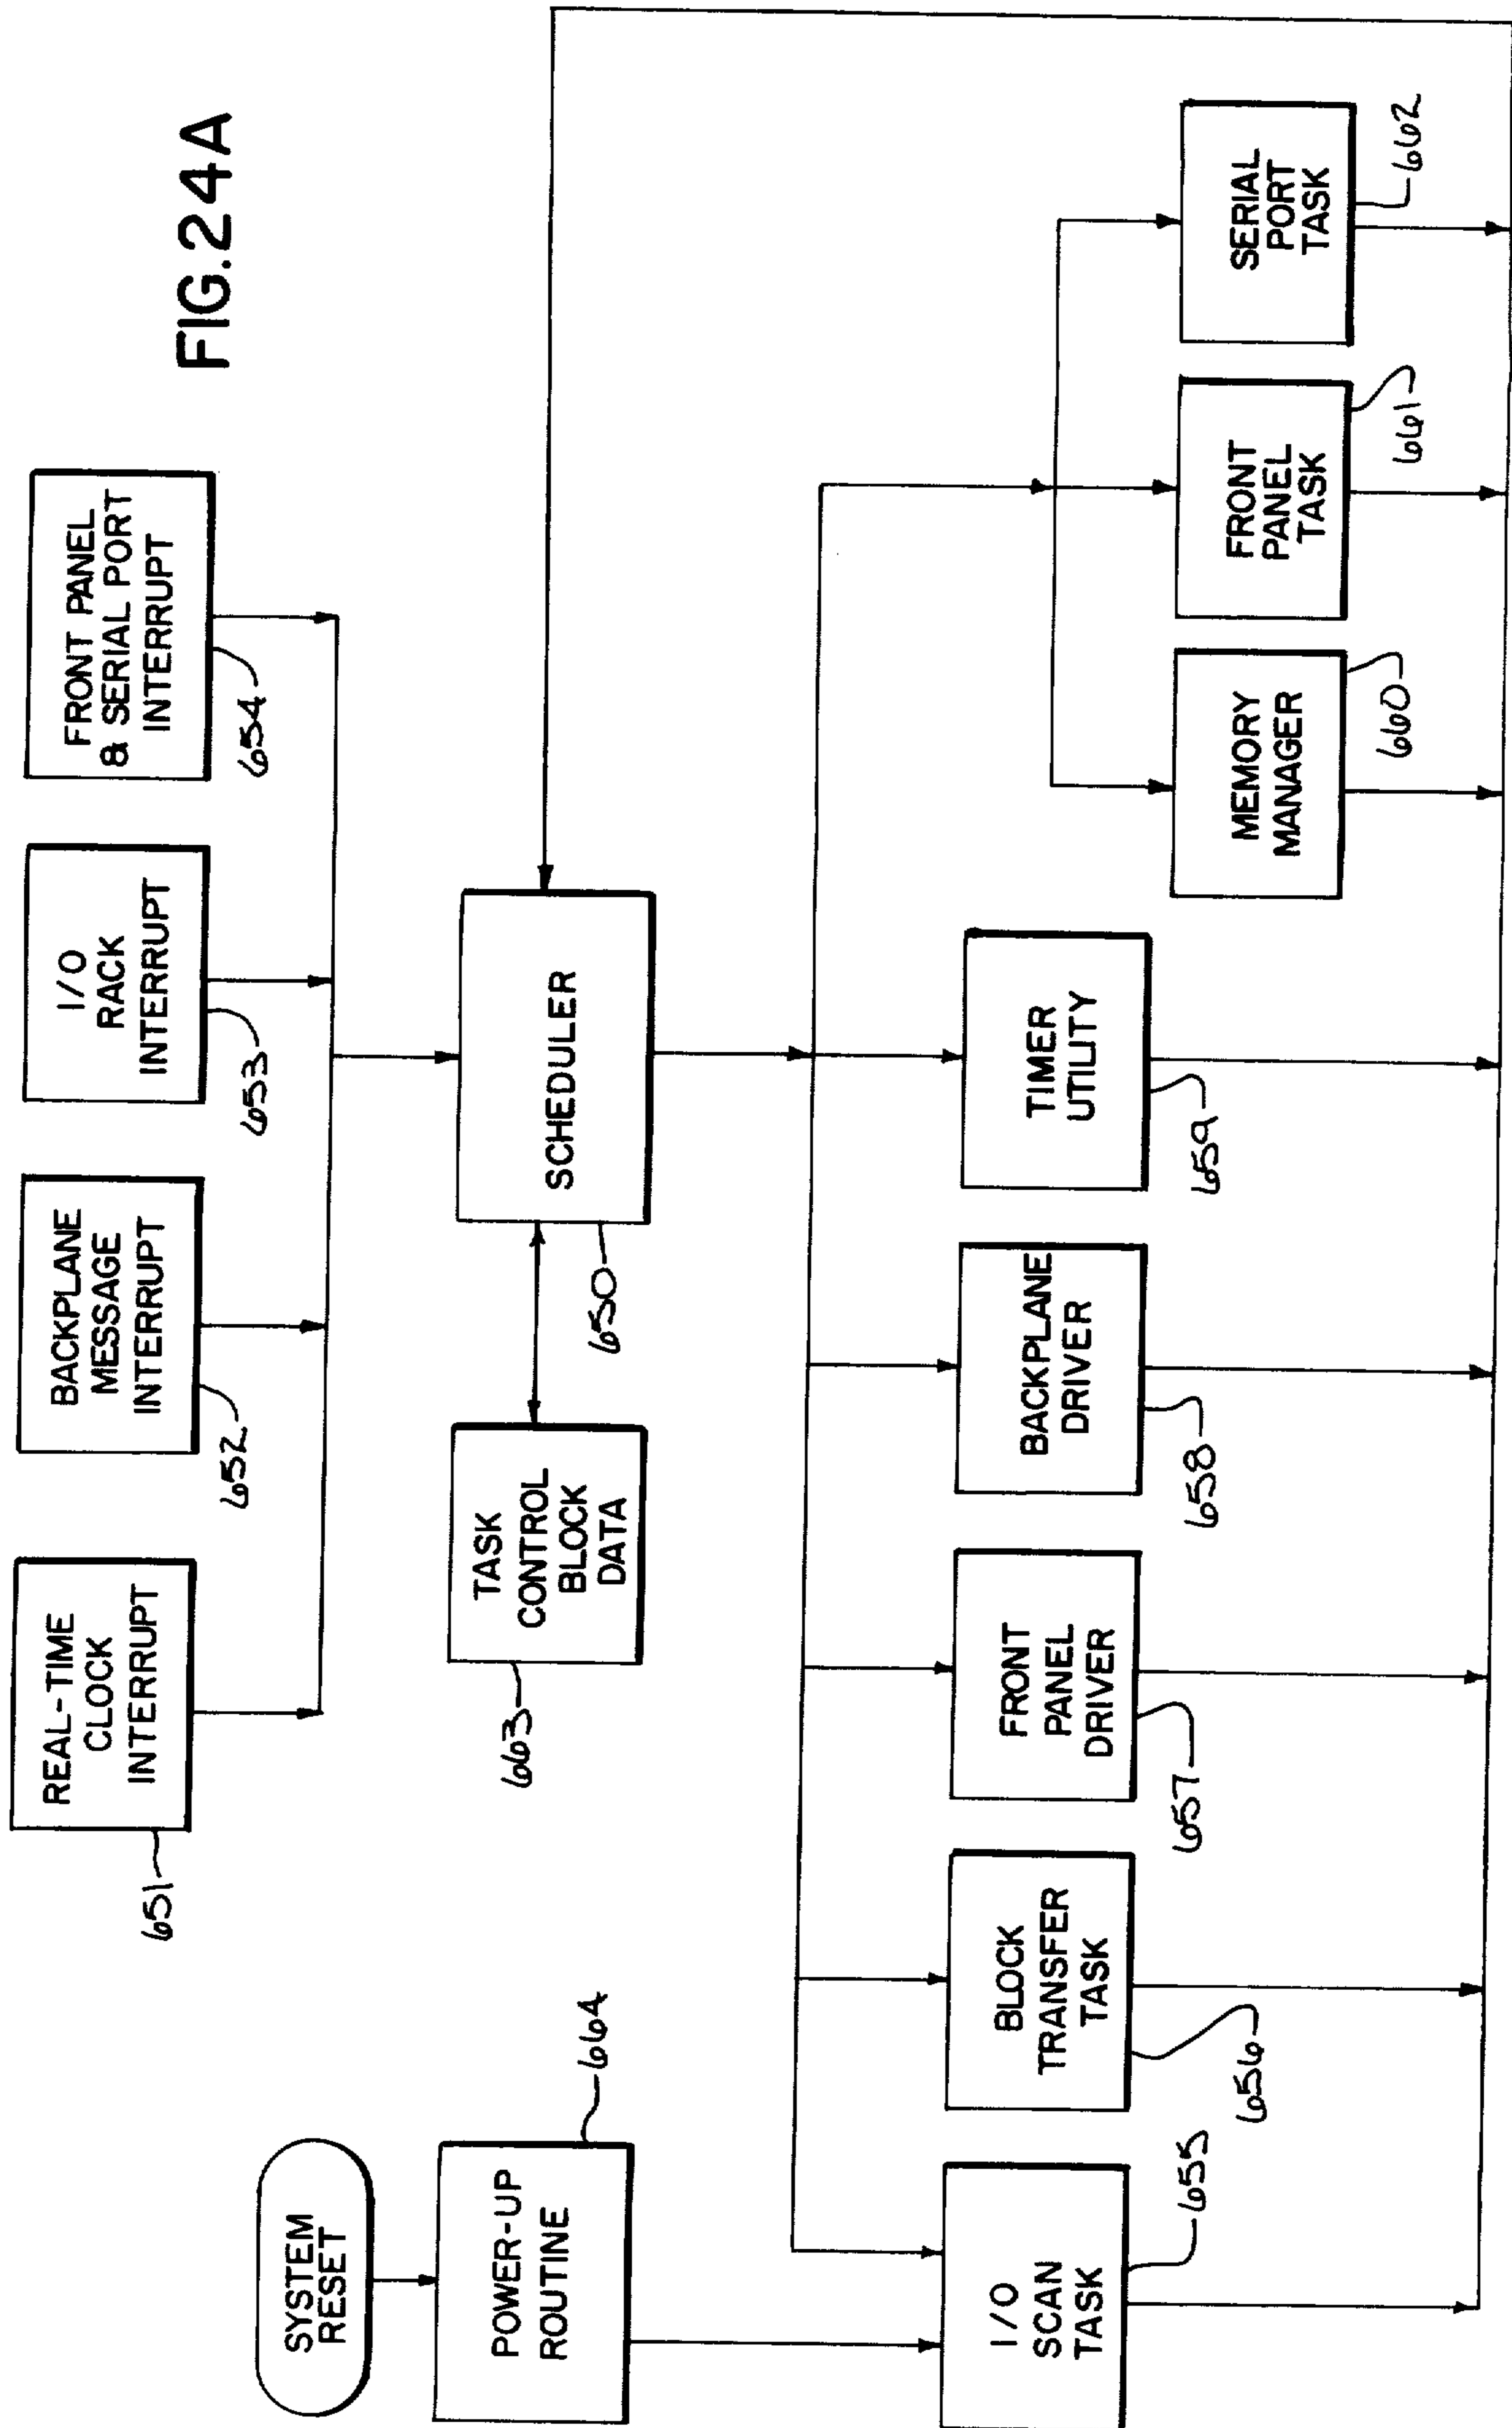 FIG.24A
REAL-TIME
CLOCK
INTERRUPT
651
BACKPLANE
MESSAGE
INTERRUPT
652
I/O
RACK
INTERRUPT
653
FRONT PANEL
& SERIAL PORT
INTERRUPT
654
SYSTEM
RESET
POWER-UP
ROUTINE
664
TASK
CONTROL
BLOCK
DATA
663
SCHEDULER
650
I/O
SCAN
TASK
655
BLOCK
TRANSFER
TASK
656
FRONT
PANEL
DRIVER
657
BACKPLANE
DRIVER
658
TIMER
UTILITY
659
MEMORY
MANAGER
660
FRONT
PANEL
TASK
661
SERIAL
PORT
TASK
662